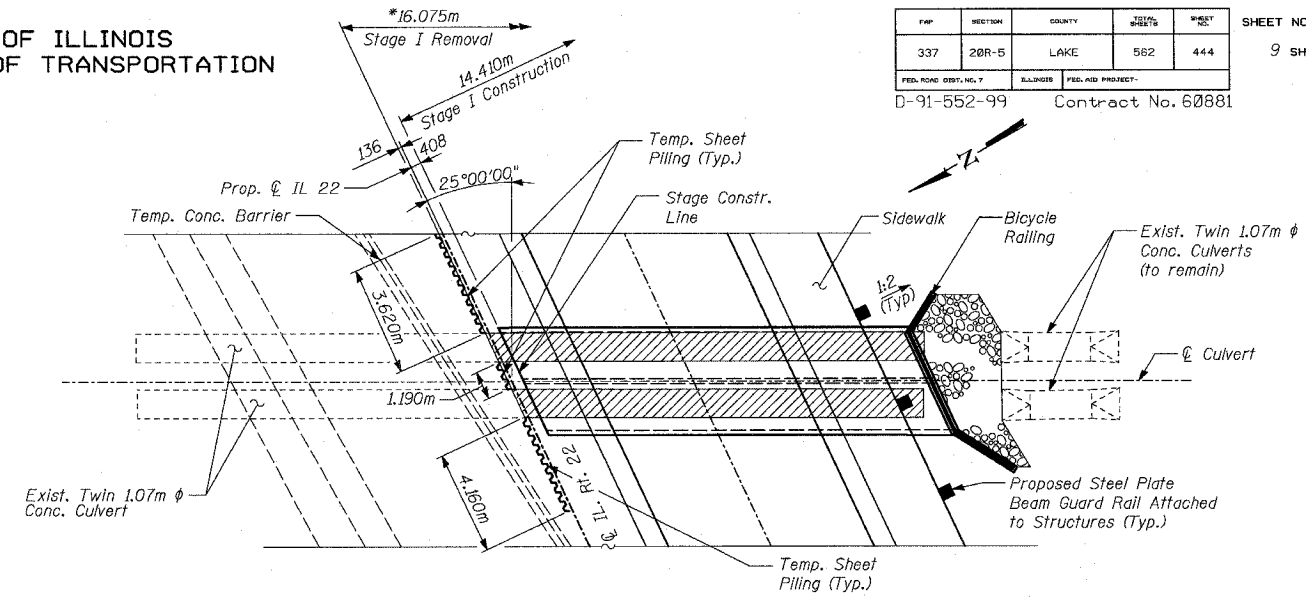 OF ILLINOIS
OF TRANSPORTATION
*16.075m
Stage I Removal
14.410m
Stage I Construction
136
408
25°00'00"
Prop. ℄ IL 22
Temp. Conc. Barrier
Temp. Sheet
Piling (Typ.)
Stage Constr.
Line
Sidewalk
Bicycle
Railing
Exist. Twin 1.07m ϕ
Conc. Culverts
(to remain)
1:2
(Typ)
℄ Culvert
3.620m
1.190m
4.160m
℄ IL. Rt. 22
Exist. Twin 1.07m ϕ
Conc. Culvert
Proposed Steel Plate
Beam Guard Rail Attached
to Structures (Typ.)
Temp. Sheet
Piling (Typ.)
N
FAP SECTION COUNTY TOTAL SHEETS SHEET NO.
337 20R-5 LAKE 562 444
FED. ROAD DIST. NO. 7 ILLINOIS FED. AID PROJECT-
D-91-552-99 Contract No. 60881
SHEET NO
9 SH